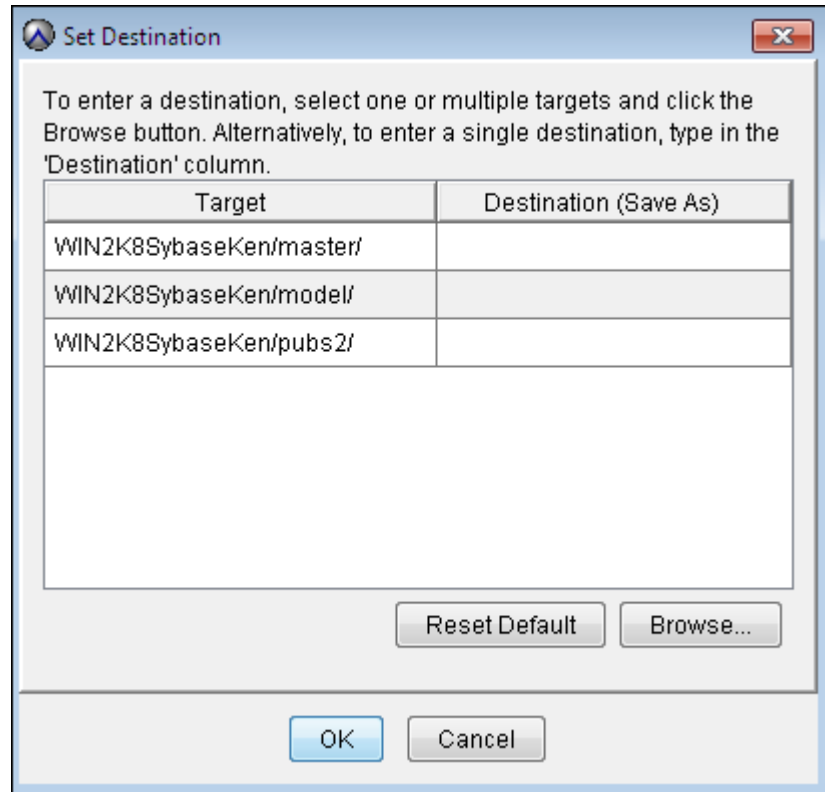 Set Destination
To enter a destination, select one or multiple targets and click the
Browse button. Alternatively, to enter a single destination, type in the
'Destination' column.
Target Destination (Save As)
WIN2K8SybaseKen/master/
WIN2K8SybaseKen/model/
WIN2K8SybaseKen/pubs2/
Reset Default Browse...
OK Cancel